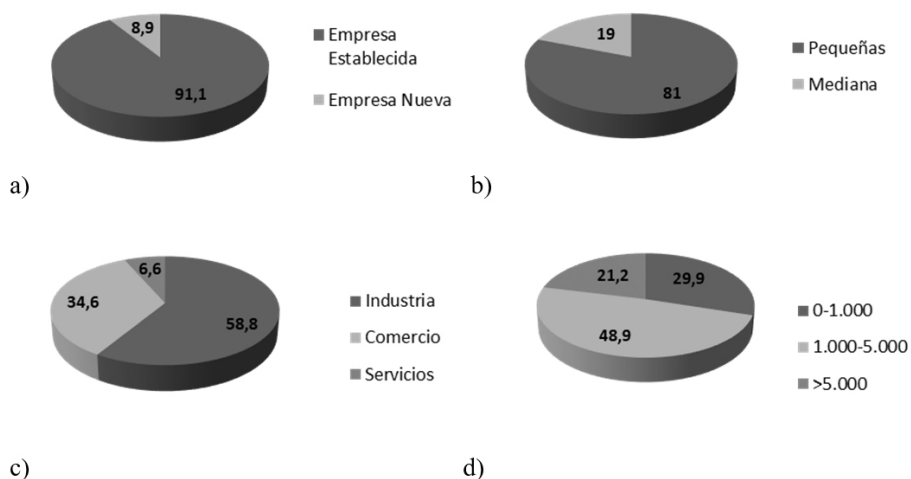 8,9
91,1
Empresa
Establecida
Empresa Nueva
a)
19
81
Pequeñas
Mediana
b)
6,6
34,6
58,8
Industria
Comercio
Servicios
c)
21,2
29,9
48,9
0-1.000
1.000-5.000
>5.000
d)